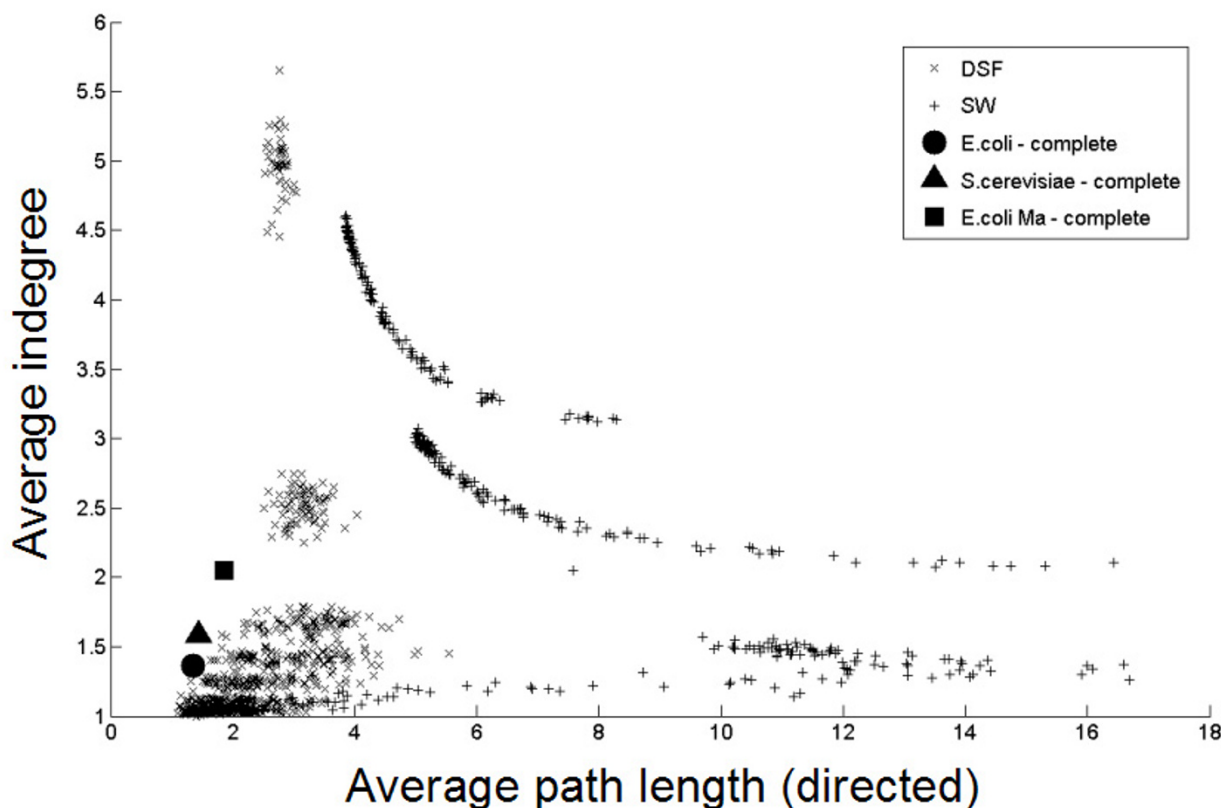 6
5.5
5
4.5
4
3.5
3
2.5
2
1.5
1
Average indegree
DSF
SW
E.coli - complete
S.cerevisiae - complete
E.coli Ma - complete
0 2 4 6 8 10 12 14 16 18
Average path length (directed)